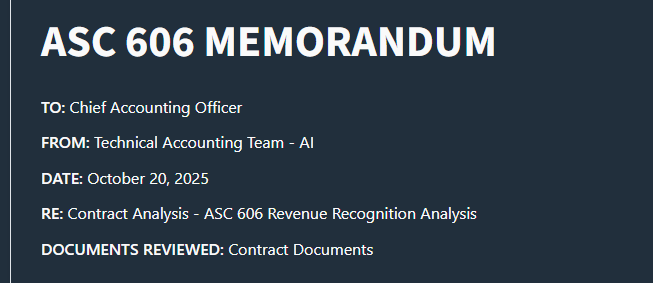 ASC 606 MEMORANDUM
TO: Chief Accounting Officer
FROM: Technical Accounting Team - AI
DATE: October 20, 2025
RE: Contract Analysis - ASC 606 Revenue Recognition Analysis
DOCUMENTS REVIEWED: Contract Documents